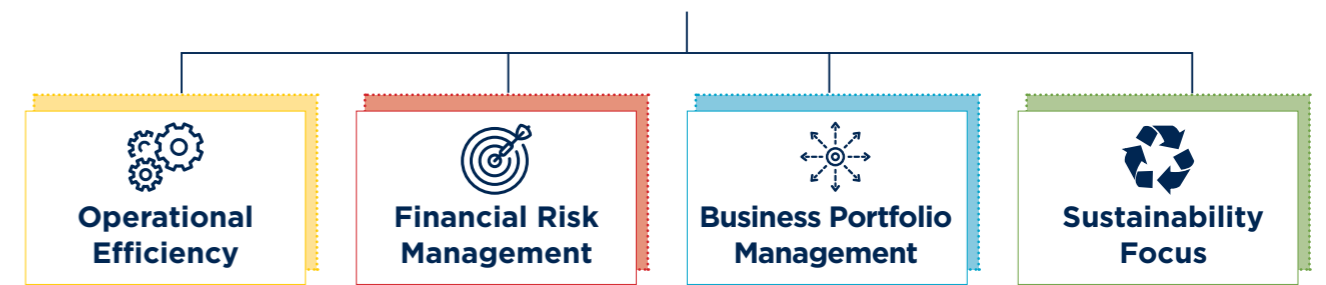 Operational
Efficiency
Financial Risk
Management
Business Portfolio
Management
Sustainability
Focus